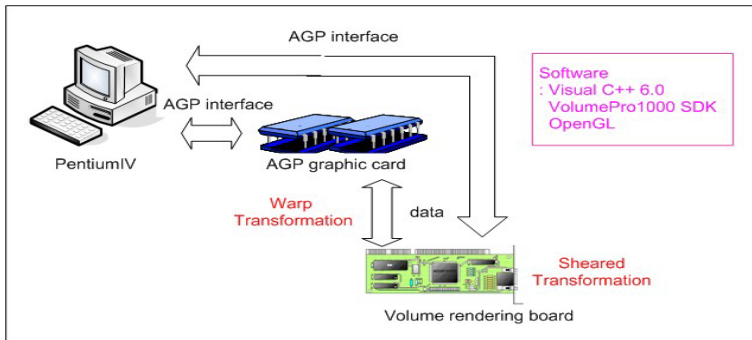 AGP interface
Software
: Visual C++ 6.0
VolumePro1000 SDK
OpenGL
AGP interface
PentiumIV
AGP graphic card
Warp
Transformation
data
Sheared
Transformation
Volume rendering board